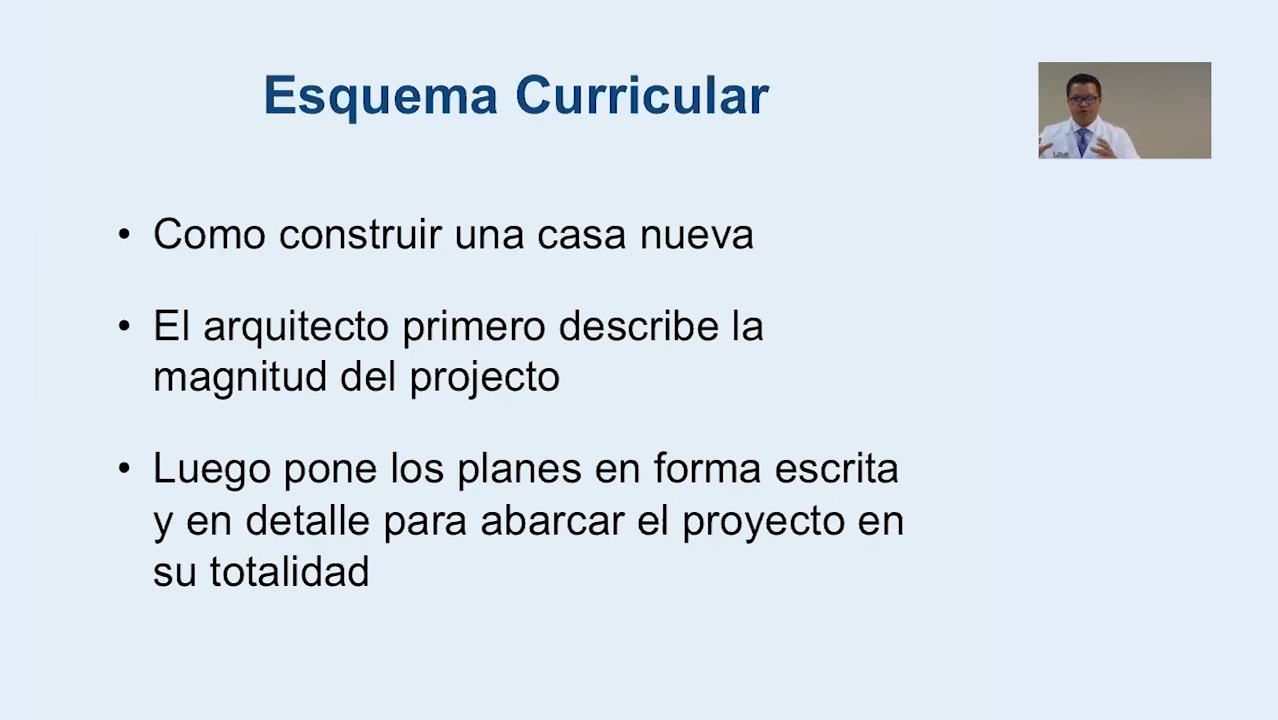 Esquema Curricular
• Como construir una casa nueva
• El arquitecto primero describe la
magnitud del projecto
• Luego pone los planes en forma escrita
y en detalle para abarcar el proyecto en
su totalidad